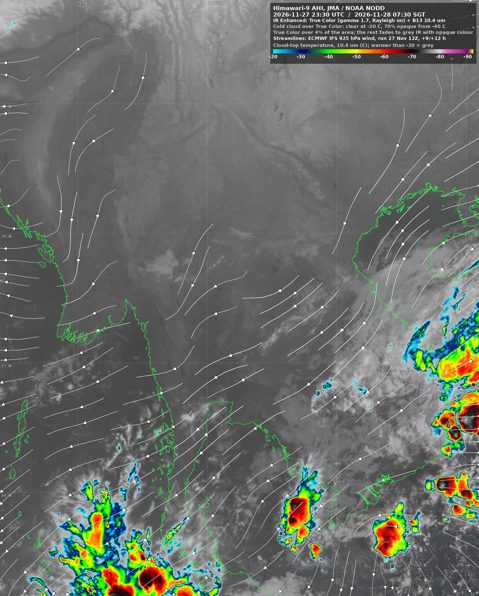 Himawari-9 AHI, JMA / NOAA NODD
2026-11-27 23:30 UTC / 2026-11-28 07:30 SGT
IR Enhanced: True Color (gamma 1.7, Rayleigh on) + B13 10.4 um
Cold cloud over True Color: clear at -20 C, 70% opaque from -40 C
True Color over 4% of the area; the rest fades to grey IR with opaque colour
Streamlines: ECMWF IFS 925 hPa wind, run 27 Nov 12Z, +9/+12 h
Cloud-top temperature, 10.4 um (C); warmer than -20 = grey
-20 -30 -40 -50 -60 -70 -80 -90